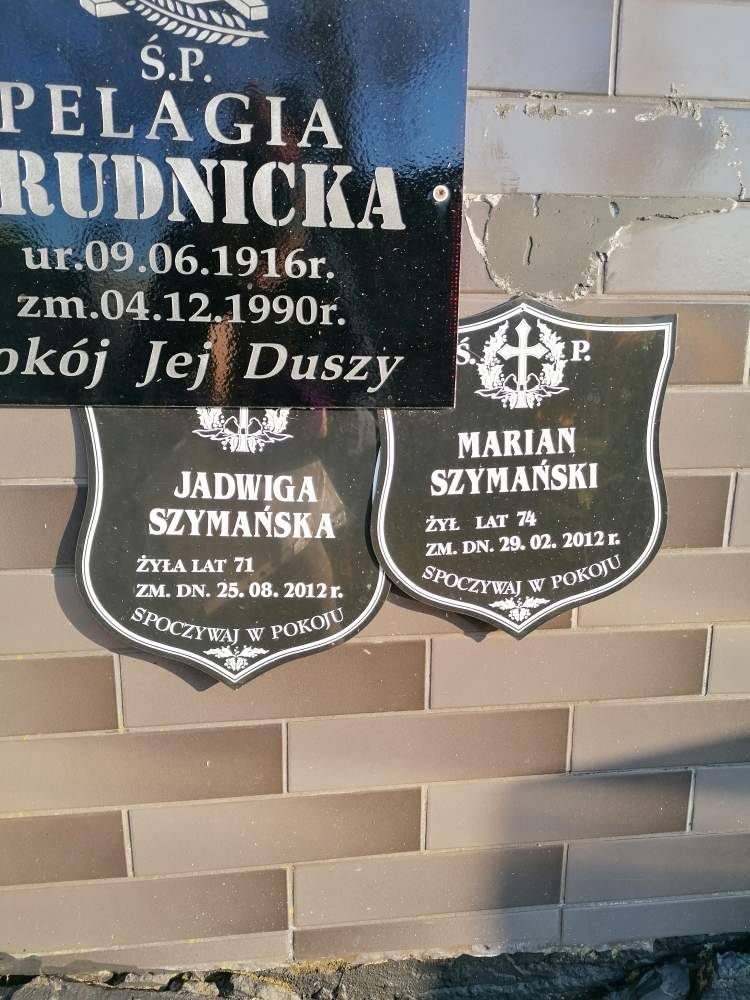 Ś.P.
PELAGIA
RUDNICKA
ur.09.06.1916r.
zm.04.12.1990r.
Jej Duszy
JADWIGA
SZYMAŃSKA
ŻYŁA LAT 71
ZM. DN. 25.08.2012 r.
SPOCZYWAJ W POKOJU
Ś. P.
MARIAN
SZYMAŃSKI
ŻYŁ LAT 74
ZM. DN. 29.02.2012 r.
SPOCZYWAJ W POKOJU